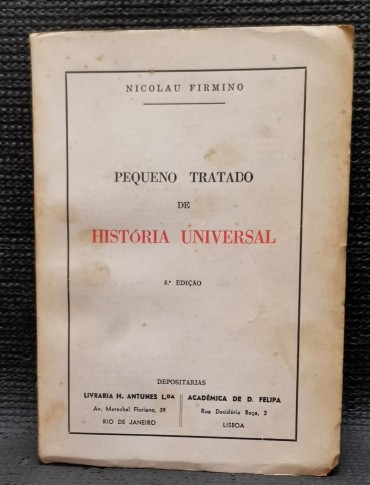 NICOLAU FIRMINO
PEQUENO TRATADO
DE
HISTÓRIA UNIVERSAL
8.ª EDIÇÃO
DEPOSITARIAS
LIVRARIA H. ANTUNES L.DA
Av. Marechal Floriano, 39
RIO DE JANEIRO
ACADÉMICA DE D. FELIPA
Rua Desidério Beça, 2
LISBOA